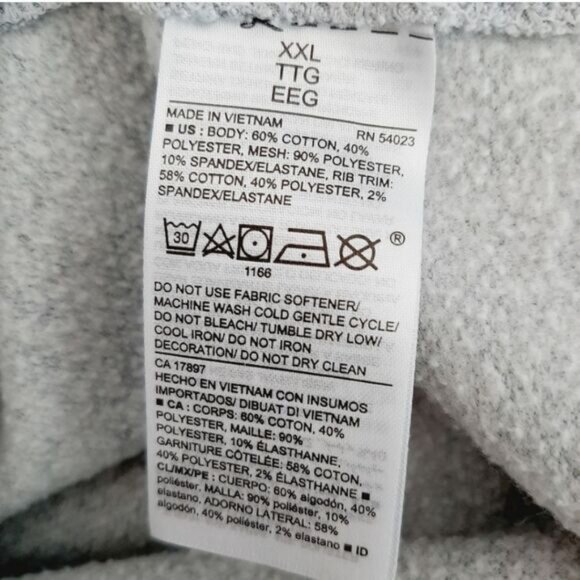 XXL
TTG
EEG
MADE IN VIETNAM RN 54023
■ US : BODY: 60% COTTON, 40%
POLYESTER, MESH: 90% POLYESTER,
10% SPANDEX/ELASTANE, RIB TRIM:
58% COTTON, 40% POLYESTER, 2%
SPANDEX/ELASTANE
30 ®
1166
DO NOT USE FABRIC SOFTENER/
MACHINE WASH COLD GENTLE CYCLE/
DO NOT BLEACH/ TUMBLE DRY LOW/
COOL IRON/ DO NOT IRON
DECORATION/ DO NOT DRY CLEAN
CA 17897
HECHO EN VIETNAM CON INSUMOS
IMPORTADOS/ DIBUAT DI VIETNAM
■ CA : CORPS: 60% COTON, 40%
POLYESTER, MAILLE: 90%
POLYESTER, 10% ÉLASTHANNE,
GARNITURE CÔTELÉE: 58% COTON,
40% POLYESTER, 2% ÉLASTHANNE ■
CL/MX/PE : CUERPO: 60% algodón, 40%
poliéster, MALLA: 90% poliéster, 10%
elastano, ADORNO LATERAL: 58%
algodón, 40% poliéster, 2% elastano ■ ID